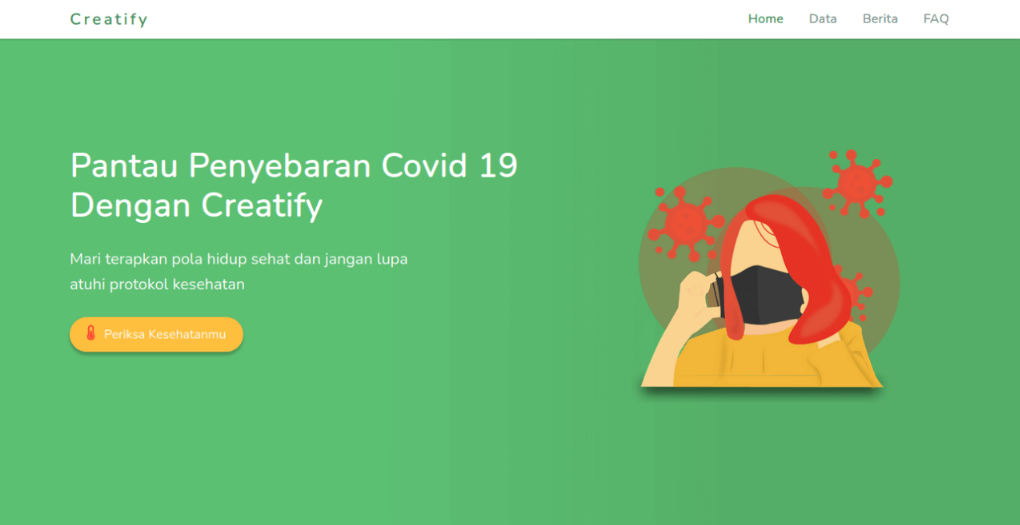 Creatify
Home Data Berita FAQ
Pantau Penyebaran Covid 19
Dengan Creatify
Mari terapkan pola hidup sehat dan jangan lupa
atuhi protokol kesehatan
Periksa Kesehatanmu